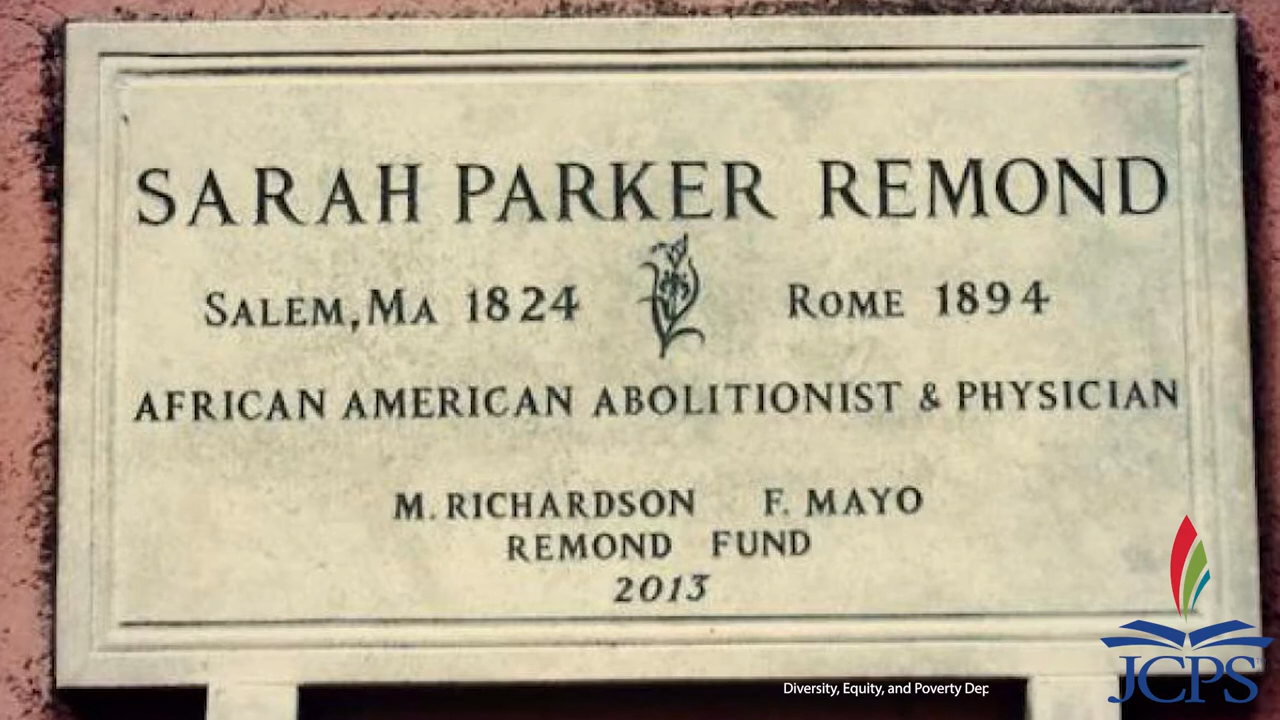 SARAH PARKER REMOND
SALEM, MA 1824 ROME 1894
AFRICAN AMERICAN ABOLITIONIST & PHYSICIAN
M. RICHARDSON F. MAYO
REMOND FUND
2013
JCPS
Diversity, Equity, and Poverty